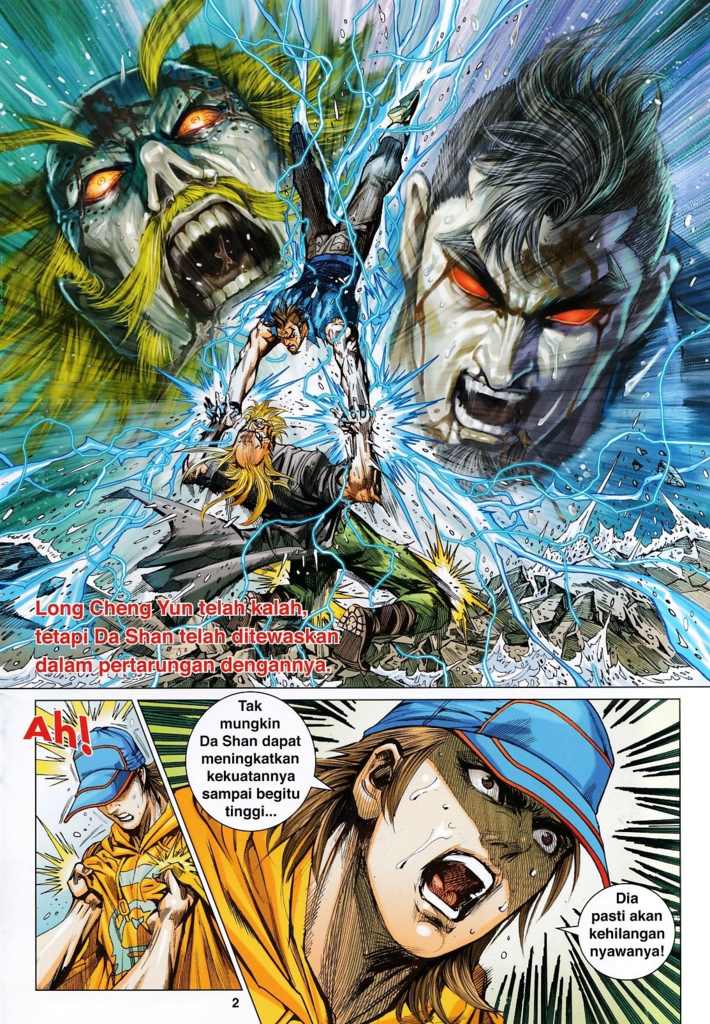 Long Cheng Yun telah kalah,
tetapi Da Shan telah ditewaskan
dalam pertarungan dengannya.
Ah!
Tak
mungkin
Da Shan dapat
meningkatkan
kekuatannya
sampai begitu
tinggi...
Dia
pasti akan
kehilangan
nyawanya!
2